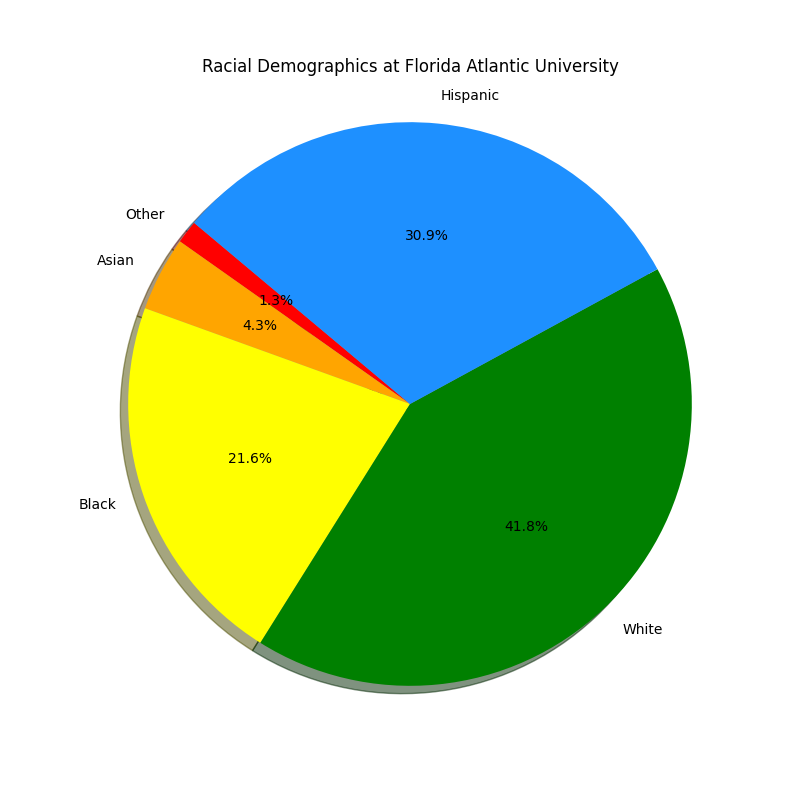 Racial Demographics at Florida Atlantic University
Hispanic
Other
30.9%
Asian
1.3%
4.3%
21.6%
Black
41.8%
White